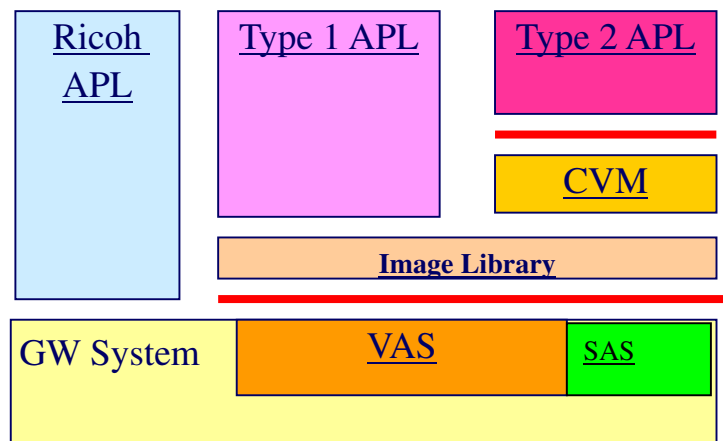 Ricoh
APL
Type 1 APL
Type 2 APL
CVM
Image Library
GW System
VAS
SAS